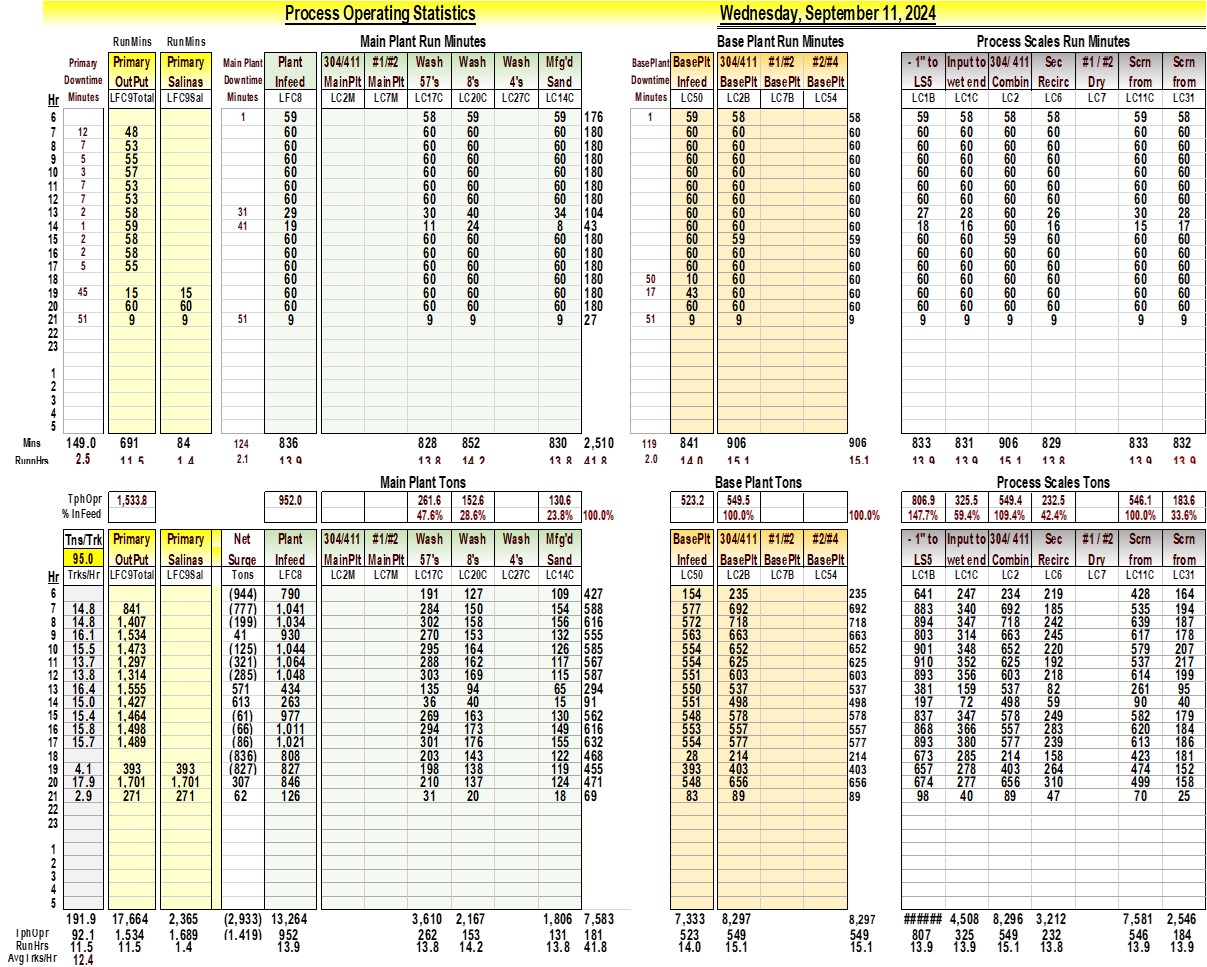 Process Operating Statistics Wednesday, September 11, 2024
RunMins RunMins Main Plant Run Minutes Base Plant Run Minutes Process Scales Run Minutes
Primary Primary Primary Main Plant Plant 304/411 #1/#2 Wash Wash Wash Mfg'd BasePlant BasePlt 304/411 #1/#2 #2/#4 - 1" to Input to 304/ 411 Sec #1 / #2 Scrn Scrn
Downtime OutPut Salinas Downtime Infeed MainPlt MainPlt 57's 8's 4's Sand Downtime Infeed BasePlt BasePlt BasePlt LS5 wet end Combin Recirc Dry from from
Hr Minutes LFC9Total LFC9Sal Minutes LFC8 LC2M LC7M LC17C LC20C LC27C LC14C Minutes LC50 LC2B LC7B LC54 LC1B LC1C LC2 LC6 LC7 LC11C LC31
6 1 59 58 59 59 176 1 59 58 58 59 58 58 58 59 58
7 12 48 60 60 60 60 180 60 60 60 60 60 60 60 60 60
8 7 53 60 60 60 60 180 60 60 60 60 60 60 60 60 60
9 5 55 60 60 60 60 180 60 60 60 60 60 60 60 60 60
10 3 57 60 60 60 60 180 60 60 60 60 60 60 60 60 60
11 7 53 60 60 60 60 180 60 60 60 60 60 60 60 60 60
12 7 53 60 60 60 60 180 60 60 60 60 60 60 60 60 60
13 2 58 31 29 30 40 34 104 60 60 60 27 28 60 26 30 28
14 1 59 41 19 11 24 8 43 60 60 60 18 16 60 16 15 17
15 2 58 60 60 60 60 180 60 59 59 60 60 59 60 60 60
16 2 58 60 60 60 60 180 60 60 60 60 60 60 60 60 60
17 5 55 60 60 60 60 180 60 60 60 60 60 60 60 60 60
18 60 60 60 60 180 50 10 60 60 60 60 60 60 60 60
19 45 15 15 60 60 60 60 180 17 43 60 60 60 60 60 60 60 60
20 60 60 60 60 60 60 180 60 60 60 60 60 60 60 60 60
21 51 9 9 51 9 9 9 9 27 51 9 9 9 9 9 9 9 9 9
22
23
1
2
3
4
5
Mins 149.0 691 84 124 836 828 852 830 2,510 119 841 906 906 833 831 906 829 833 832
RunnHrs 2.5 11.5 1.4 2.1 13.9 13.8 14.2 13.8 41.8 2.0 14.0 15.1 15.1 13.9 13.9 15.1 13.8 13.9 13.9
Main Plant Tons Base Plant Tons Process Scales Tons
TphOpr 1,533.8 952.0 261.6 152.6 130.6 523.2 549.5 806.9 325.5 549.4 232.5 546.1 183.6
% InFeed 47.6% 28.6% 23.8% 100.0% 100.0% 100.0% 147.7% 59.4% 109.4% 42.4% 100.0% 33.6%
Tns/Trk Primary Primary Net Plant 304/411 #1/#2 Wash Wash Wash Mfg'd BasePlt 304/411 #1/#2 #2/#4 - 1" to Input to 304/ 411 Sec #1 / #2 Scrn Scrn
95.0 OutPut Salinas Surge Infeed MainPlt MainPlt 57's 8's 4's Sand Infeed BasePlt BasePlt BasePlt LS5 wet end Combin Recirc Dry from from
Hr Trks/Hr LFC9Total LFC9Sal Tons LFC8 LC2M LC7M LC17C LC20C LC27C LC14C LC50 LC2B LC7B LC54 LC1B LC1C LC2 LC6 LC7 LC11C LC31
6 (944) 790 191 127 109 427 154 235 235 641 247 234 219 428 164
7 14.8 841 (777) 1,041 284 150 154 588 577 692 692 883 340 692 185 535 194
8 14.8 1,407 (199) 1,034 302 158 156 616 572 718 718 894 347 718 242 639 187
9 16.1 1,534 41 930 270 153 132 555 563 663 663 803 314 663 245 617 178
10 15.5 1,473 (125) 1,044 295 164 126 585 554 652 652 901 348 652 220 579 207
11 13.7 1,297 (321) 1,064 288 162 117 567 554 625 625 910 352 625 192 537 217
12 13.8 1,314 (285) 1,048 303 169 115 587 551 603 603 893 356 603 218 614 199
13 16.4 1,555 571 434 135 94 65 294 550 537 537 381 159 537 82 261 95
14 15.0 1,427 613 263 36 40 15 91 551 498 498 197 72 498 59 90 40
15 15.4 1,464 (61) 977 269 163 130 562 548 578 578 837 347 578 249 582 179
16 15.8 1,498 (66) 1,011 294 173 149 616 553 557 557 868 366 557 283 620 184
17 15.7 1,489 (86) 1,021 301 176 155 632 554 577 577 893 380 577 239 613 186
18 (836) 808 203 143 122 468 28 214 214 673 285 214 158 423 181
19 4.1 393 393 (827) 827 198 138 119 455 393 403 403 657 278 403 264 474 152
20 17.9 1,701 1,701 307 846 210 137 124 471 548 656 656 674 277 656 310 499 158
21 2.9 271 271 62 126 31 20 18 69 83 89 89 98 40 89 47 70 25
22
23
1
2
3
4
5
191.9 17,664 2,365 (2,933) 13,264 3,610 2,167 1,806 7,583 7,333 8,297 8,297 ###### 4,508 8,296 3,212 7,581 2,546
TphOpr 92.1 1,534 1,689 (1,419) 952 262 153 131 181 523 549 549 807 325 549 232 546 184
RunHrs 11.5 11.5 1.4 13.9 13.8 14.2 13.8 41.8 14.0 15.1 15.1 13.9 13.9 15.1 13.8 13.9 13.9
AvgTrks/Hr 12.4